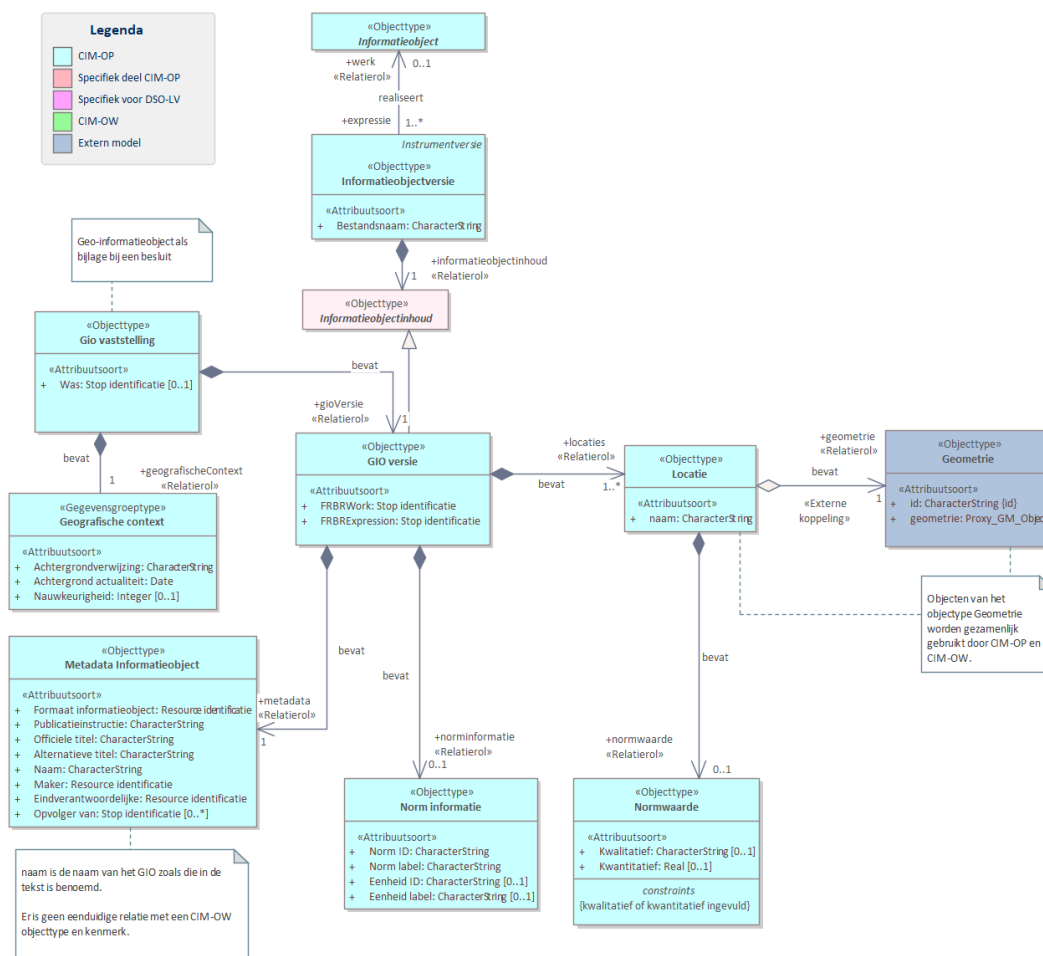 Legenda
CIM-OP
Specifiek deel CIM-OP
Specifiek voor DSO-LV
CIM-OW
Extern model
«Objecttype»
Informatieobject
+werk
0..1
«Relatierol»
realiseert
+expressie
1..*
Instrumentversie
«Objecttype»
Informatieobjectversie
«Attribuutsoort»
+ Bestandsnaam: CharacterString
+informatieobjectinhoud
1
«Relatierol»
«Objecttype»
Informatieobjectinhoud
Geo-informatieobject als
bijlage bij een besluit
«Objecttype»
Gio vaststelling
«Attribuutsoort»
+ Was: Stop identificatie [0..1]
bevat
+gioVersie
«Relatierol»
1
bevat
+geografischeContext
1
«Relatierol»
«Gegevensgroeptype»
Geografische context
«Attribuutsoort»
+ Achtergrondverwijzing: CharacterString
+ Achtergrond actualiteit: Date
+ Nauwkeurigheid: Integer [0..1]
«Objecttype»
GIO versie
«Attribuutsoort»
+ FRBRWork: Stop identificatie
+ FRBRExpression: Stop identificatie
+locaties
«Relatierol»
bevat
1..*
«Objecttype»
Locatie
«Attribuutsoort»
+ naam: CharacterString
+geometrie
«Relatierol»
bevat
1
«Externe
koppeling»
«Objecttype»
Geometrie
«Attribuutsoort»
+ id: CharacterString {id}
+ geometrie: Proxy_GM_Objec
Objecten van het
objectype Geometrie
worden gezamenlijk
gebruikt door CIM-OP en
CIM-OW.
«Objecttype»
Metadata Informatieobject
«Attribuutsoort»
+ Formaat informatieobject: Resource identificatie
+ Publicatieinstructie: CharacterString
+ Officiele titel: CharacterString
+ Alternatieve titel: CharacterString
+ Naam: CharacterString
+ Maker: Resource identificatie
+ Eindverantwoordelijke: Resource identificatie
+ Opvolger van: Stop identificatie [0..*]
bevat
+metadata
«Relatierol»
1
bevat
+norminformatie
«Relatierol»
0..1
bevat
+normwaarde
«Relatierol»
0..1
«Objecttype»
Norm informatie
«Attribuutsoort»
+ Norm ID: CharacterString
+ Norm label: CharacterString
+ Eenheid ID: CharacterString [0..1]
+ Eenheid label: CharacterString [0..1]
«Objecttype»
Normwaarde
«Attribuutsoort»
+ Kwalitatief: CharacterString [0..1]
+ Kwantitatief: Real [0..1]
constraints
{kwalitatief of kwantitatief ingevuld}
naam is de naam van het GIO zoals die in de
tekst is benoemd.
Er is geen eenduidige relatie met een CIM-OW
objecttype en kenmerk.